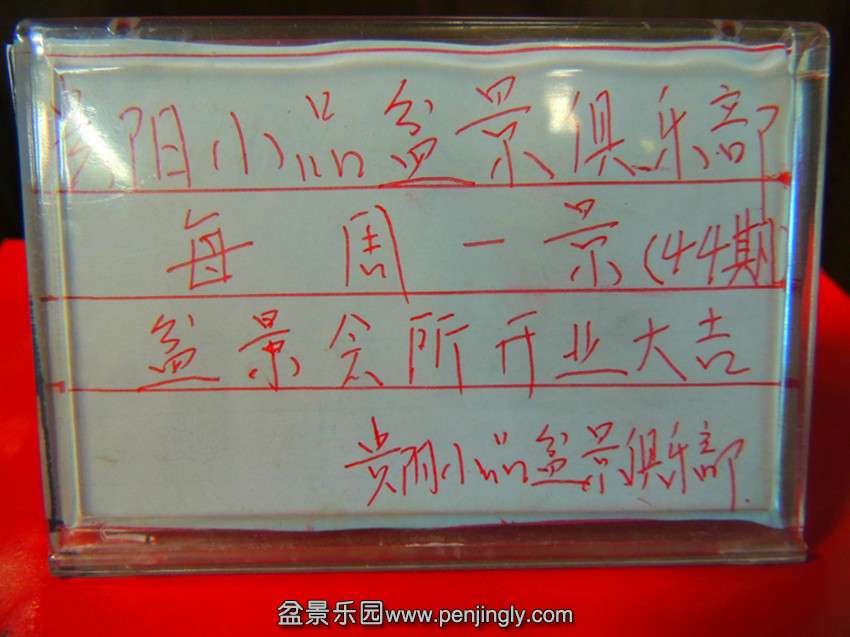 贵阳小品盆景俱乐部
每周一景(44期)
盆景会所开业大吉
贵阳小品盆景俱乐部
盆景乐园www.penjingly.com